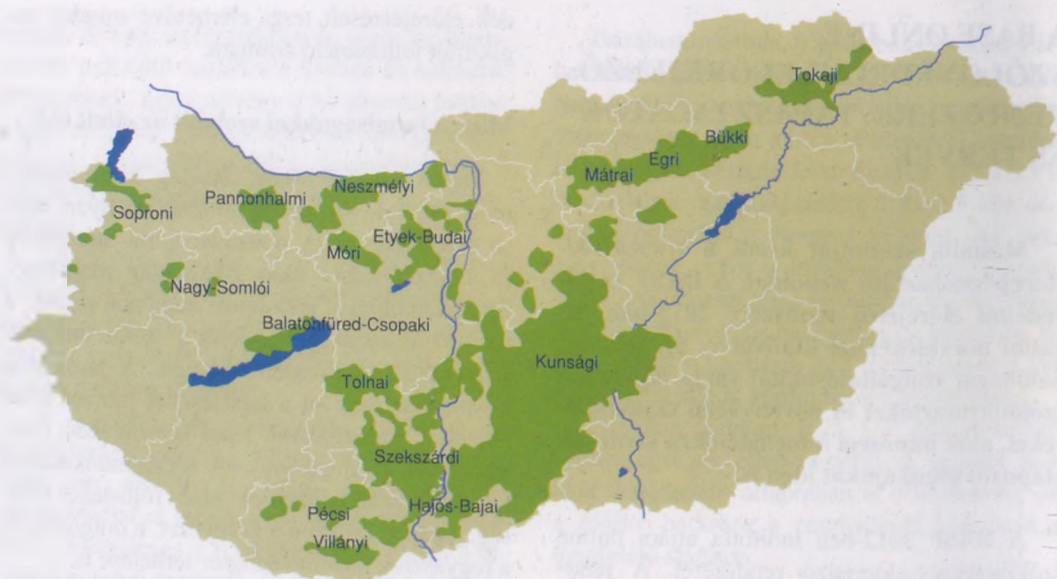 Tokaji
Bükki
Egri
Mátrai
Neszmélyi
Pannonhalmi
Soproni
Etyek-Budai
Móri
Nagy-Somlói
Balatonfüred-Csopaki
Kunsági
Tolnai
Szekszárdi
Hajós-Bajai
Pécsi
Villányi